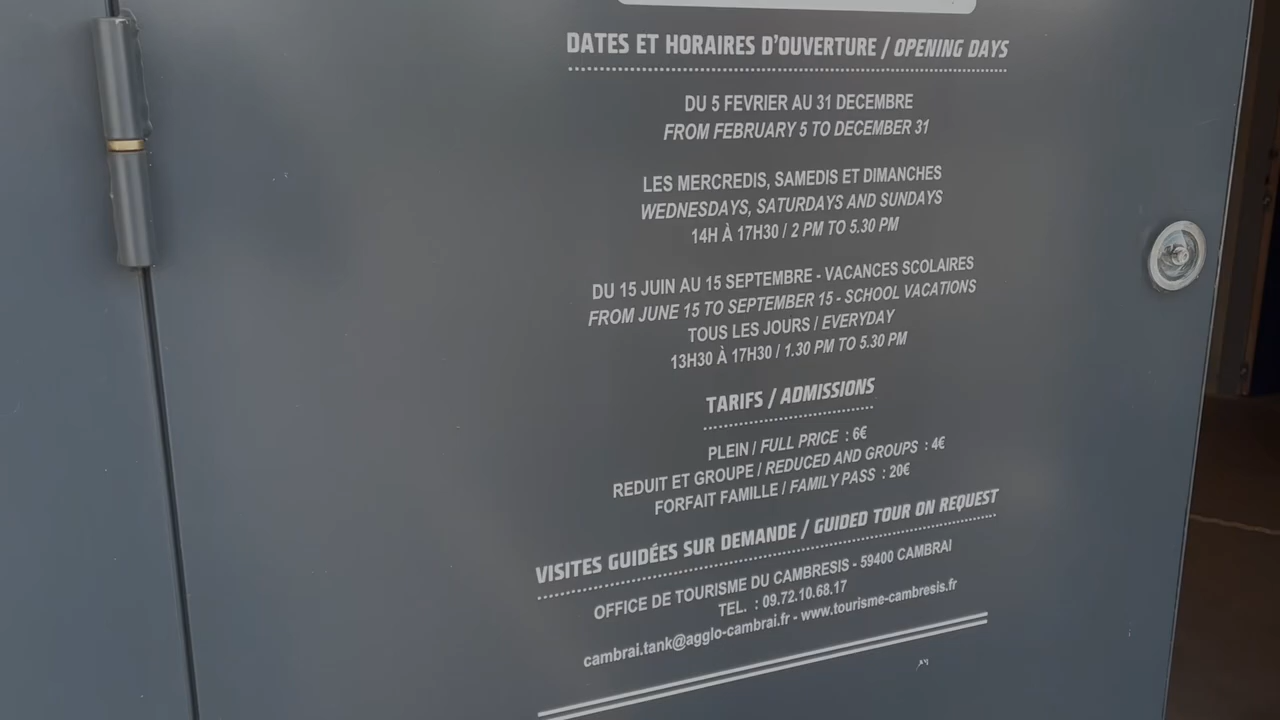 DATES ET HORAIRES D'OUVERTURE / OPENING DAYS
DU 5 FEVRIER AU 31 DECEMBRE
FROM FEBRUARY 5 TO DECEMBER 31
LES MERCREDIS, SAMEDIS ET DIMANCHES
WEDNESDAYS, SATURDAYS AND SUNDAYS
14H À 17H30 / 2 PM TO 5.30 PM
DU 15 JUIN AU 15 SEPTEMBRE - VACANCES SCOLAIRES
FROM JUNE 15 TO SEPTEMBER 15 - SCHOOL VACATIONS
TOUS LES JOURS / EVERYDAY
13H30 À 17H30 / 1.30 PM TO 5.30 PM
TARIFS / ADMISSIONS
PLEIN / FULL PRICE : 6€
REDUIT ET GROUPE / REDUCED AND GROUPS : 4€
FORFAIT FAMILLE / FAMILY PASS : 20€
VISITES GUIDÉES SUR DEMANDE / GUIDED TOUR ON REQUEST
OFFICE DE TOURISME DU CAMBRESIS - 59400 CAMBRAI
TEL. : 09.72.10.68.17
cambrai.tank@agglo-cambrai.fr - www.tourisme-cambresis.fr